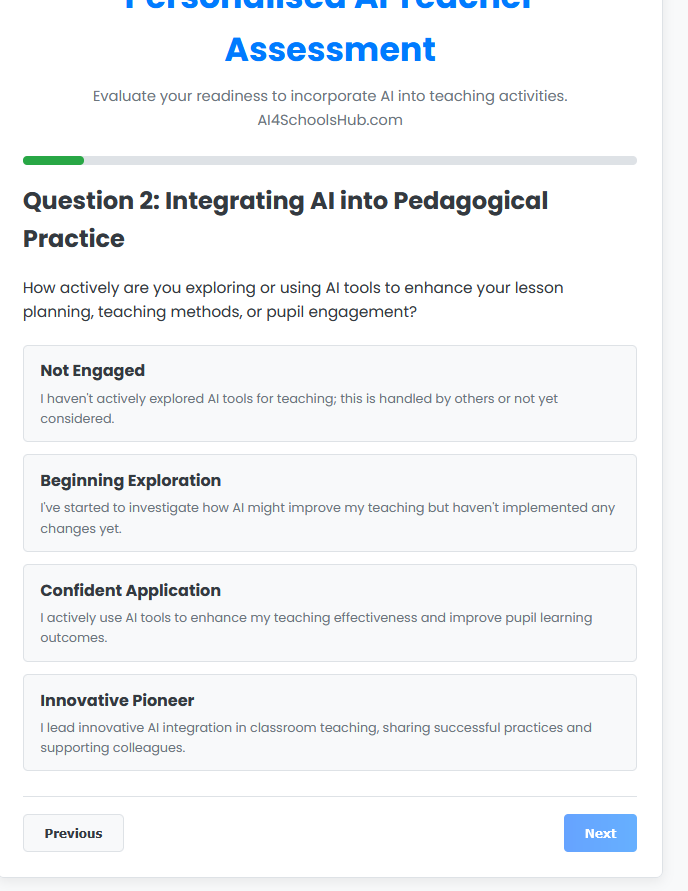 Personalised AI Teacher
Assessment
Evaluate your readiness to incorporate AI into teaching activities.
AI4SchoolsHub.com
Question 2: Integrating AI into Pedagogical
Practice
How actively are you exploring or using AI tools to enhance your lesson
planning, teaching methods, or pupil engagement?
Not Engaged
I haven't actively explored AI tools for teaching; this is handled by others or not yet
considered.
Beginning Exploration
I've started to investigate how AI might improve my teaching but haven't implemented any
changes yet.
Confident Application
I actively use AI tools to enhance my teaching effectiveness and improve pupil learning
outcomes.
Innovative Pioneer
I lead innovative AI integration in classroom teaching, sharing successful practices and
supporting colleagues.
Previous
Next